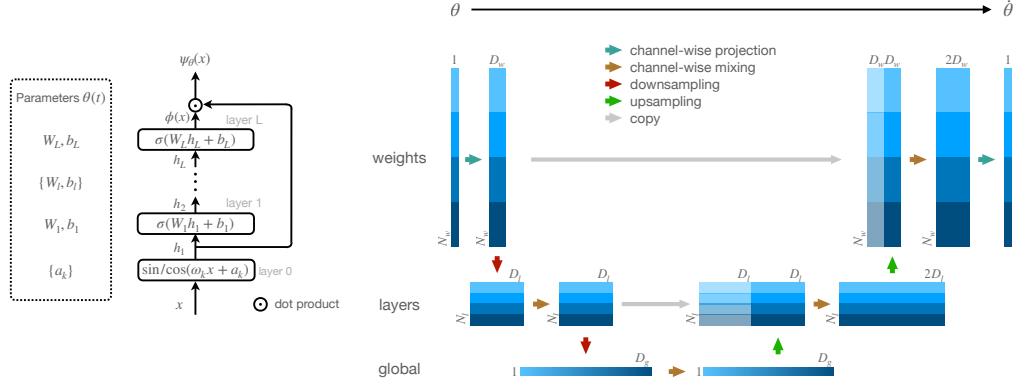 θ
θ̇
ψ_θ(x)
Parameters θ(t)
ϕ(x)
layer L
W_L, b_L
σ(W_L h_L + b_L)
h_L
{W_l, b_l}
h_2
layer 1
W_1, b_1
σ(W_1 h_1 + b_1)
h_1
{a_k}
sin/cos(ω_k x + a_k)
layer 0
x
dot product
channel-wise projection
channel-wise mixing
downsampling
upsampling
copy
1
D_w
D_w D_w
2D_w
1
weights
N_w
N_w
N_w
D_l
D_l
D_l
D_l
2D_l
layers
N_l
N_l
N_l
N_l
global
1
D_g
1
D_g